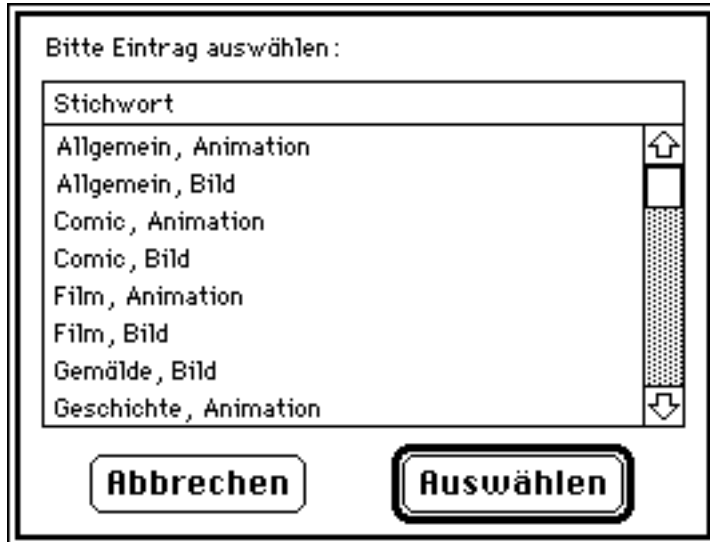 Bitte Eintrag auswählen:
Stichwort
Allgemein, Animation
Allgemein, Bild
Comic, Animation
Comic, Bild
Film, Animation
Film, Bild
Gemälde, Bild
Geschichte, Animation
Abbrechen
Auswählen